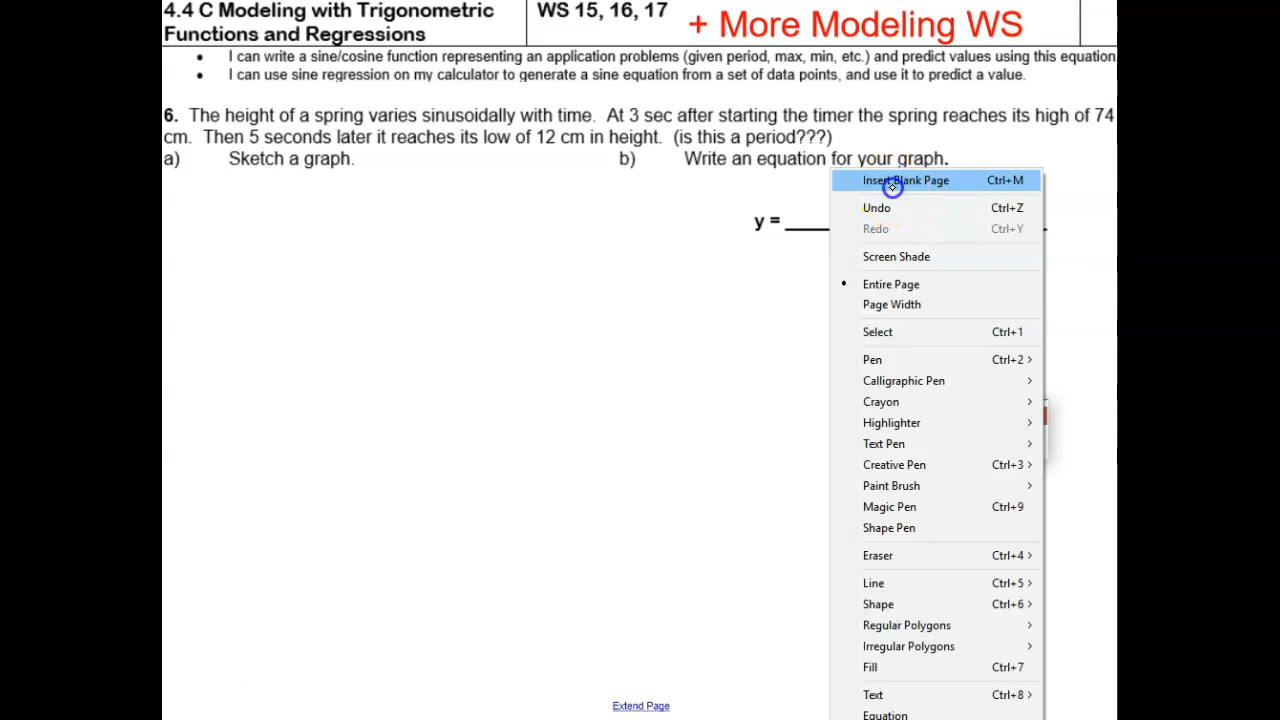 4.4 C Modeling with Trigonometric
Functions and Regressions
WS 15, 16, 17
+ More Modeling WS
• I can write a sine/cosine function representing an application problems (given period, max, min, etc.) and predict values using this equation.
• I can use sine regression on my calculator to generate a sine equation from a set of data points, and use it to predict a value.
6. The height of a spring varies sinusoidally with time. At 3 sec after starting the timer the spring reaches its high of 74
cm. Then 5 seconds later it reaches its low of 12 cm in height. (is this a period???)
a) Sketch a graph. b) Write an equation for your graph.
y = ____
Insert Blank Page Ctrl+M
Undo Ctrl+Z
Redo Ctrl+Y
Screen Shade
• Entire Page
Page Width
Select Ctrl+1
Pen Ctrl+2 >
Calligraphic Pen >
Crayon >
Highlighter >
Text Pen >
Creative Pen Ctrl+3 >
Paint Brush >
Magic Pen Ctrl+9
Shape Pen
Eraser Ctrl+4 >
Line Ctrl+5 >
Shape Ctrl+6 >
Regular Polygons >
Irregular Polygons >
Fill Ctrl+7
Text Ctrl+8 >
Equation
Extend Page